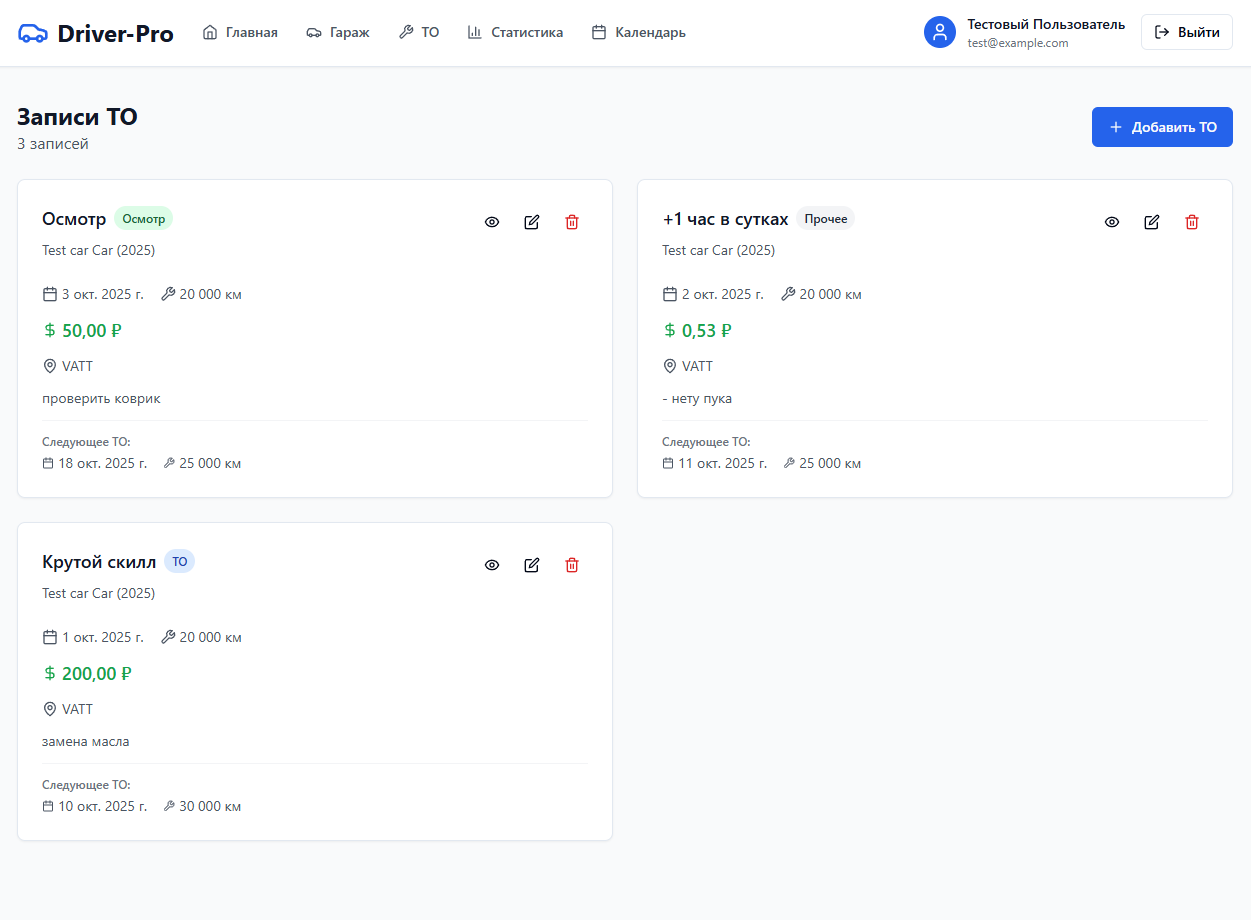 Driver-Pro Главная Гараж ТО Статистика Календарь Тестовый Пользователь test@example.com Выйти
Записи ТО
3 записей
+ Добавить ТО
Осмотр Осмотр
Test car Car (2025)
3 окт. 2025 г. 20 000 км
$ 50,00 ₽
VATT
проверить коврик
Следующее ТО:
18 окт. 2025 г. 25 000 км
+1 час в сутках Прочее
Test car Car (2025)
2 окт. 2025 г. 20 000 км
$ 0,53 ₽
VATT
- нету пука
Следующее ТО:
11 окт. 2025 г. 25 000 км
Крутой скилл ТО
Test car Car (2025)
1 окт. 2025 г. 20 000 км
$ 200,00 ₽
VATT
замена масла
Следующее ТО:
10 окт. 2025 г. 30 000 км